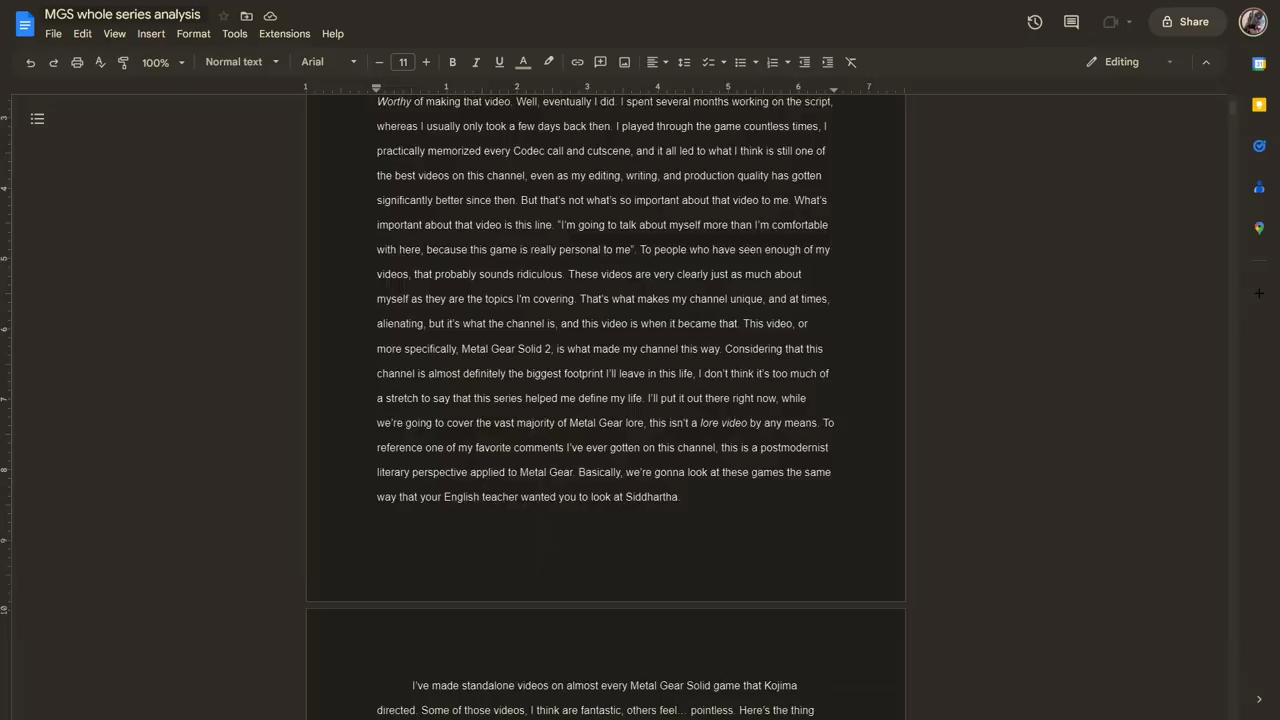 MGS whole series analysis
File Edit View Insert Format Tools Extensions Help
Share
100% Normal text Arial 11 B I U A Editing
1 1 2 3 4 5 6 7
3
4
5
6
7
8
9
10
Worthy of making that video. Well, eventually I did. I spent several months working on the script,
whereas I usually only took a few days back then. I played through the game countless times, I
practically memorized every Codec call and cutscene, and it all led to what I think is still one of
the best videos on this channel, even as my editing, writing, and production quality has gotten
significantly better since then. But that’s not what’s so important about that video to me. What’s
important about that video is this line. “I’m going to talk about myself more than I’m comfortable
with here, because this game is really personal to me”. To people who have seen enough of my
videos, that probably sounds ridiculous. These videos are very clearly just as much about
myself as they are the topics I’m covering. That’s what makes my channel unique, and at times,
alienating, but it’s what the channel is, and this video is when it became that. This video, or
more specifically, Metal Gear Solid 2, is what made my channel this way. Considering that this
channel is almost definitely the biggest footprint I’ll leave in this life, I don’t think it’s too much of
a stretch to say that this series helped me define my life. I’ll put it out there right now, while
we’re going to cover the vast majority of Metal Gear lore, this isn’t a lore video by any means. To
reference one of my favorite comments I’ve ever gotten on this channel, this is a postmodernist
literary perspective applied to Metal Gear. Basically, we’re gonna look at these games the same
way that your English teacher wanted you to look at Siddhartha.
I’ve made standalone videos on almost every Metal Gear Solid game that Kojima
directed. Some of those videos, I think are fantastic, others feel… pointless. Here’s the thing